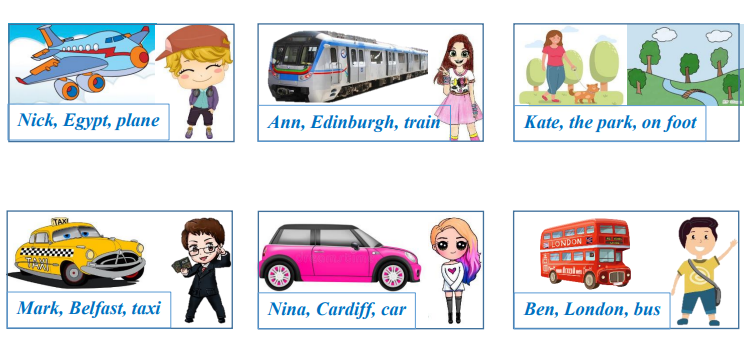 Nick, Egypt, plane
Ann, Edinburgh, train
Kate, the park, on foot
TAXI
TAXI
Mark, Belfast, taxi
Nina, Cardiff, car
LONDON
Ben, London, bus